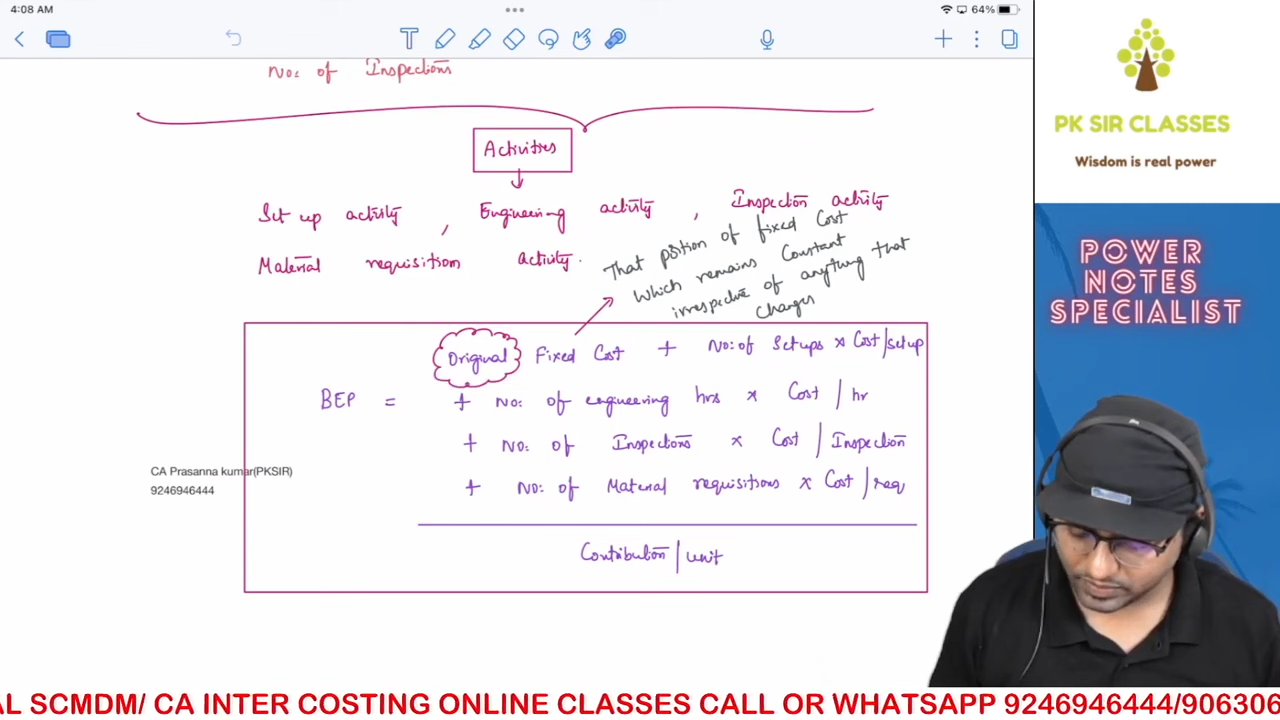 4:08 AM
64%
No: of Inspections
Activities
Set up activity , Engineering activity , Inspection activity
Material requisition activity.
That portion of fixed Cost
Which remains Constant
irrespective of anything that
changes
Original Fixed Cost + No: of Setups x Cost/setup
BEP = + No: of engineering hrs x Cost / hr
+ No: of Inspections x Cost / Inspection
+ No: of Material requisitions x Cost /req
Contribution / unit
CA Prasanna kumar(PKSIR)
9246946444
PK SIR CLASSES
Wisdom is real power
POWER
NOTES
SPECIALIST
AL SCMDM/ CA INTER COSTING ONLINE CLASSES CALL OR WHATSAPP 9246946444/906306